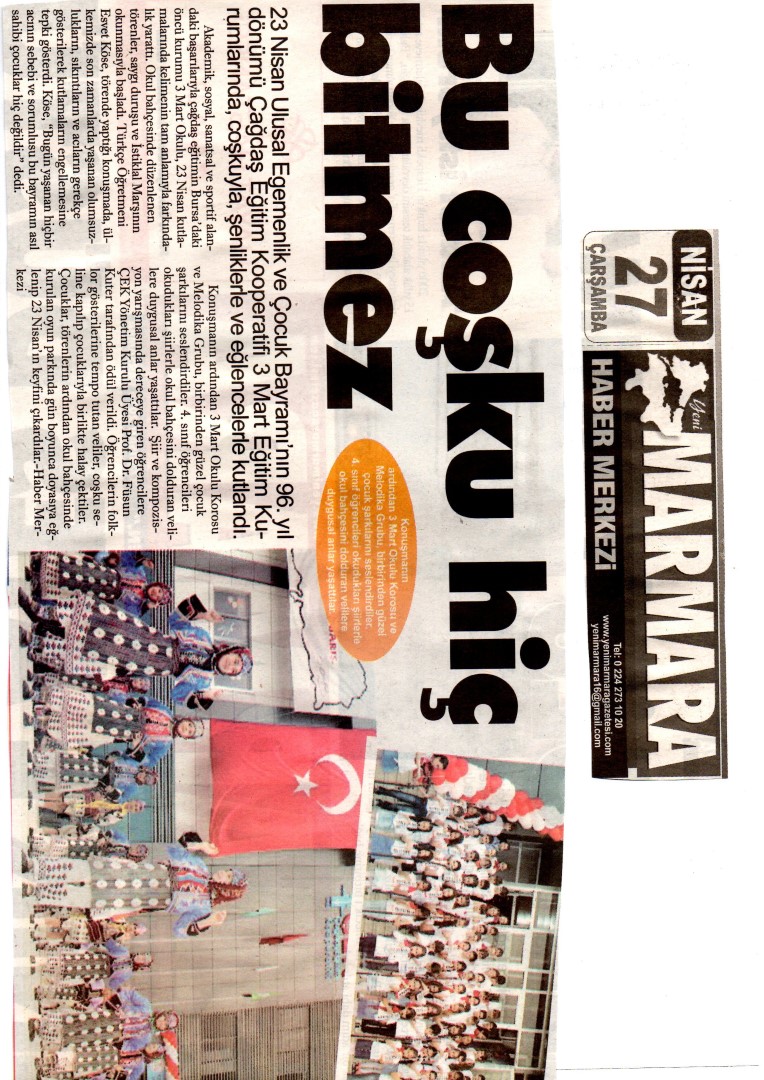 NİSAN
27
ÇARŞAMBA
Yeni
MARMARA
HABER MERKEZİ
Tel: 0 224 273 10 20
www.yenimarmaragazetesi.com
yenimarmara16@gmail.com
Bu coşku hiç
bitmez
23 Nisan Ulusal Egemenlik ve Çocuk Bayramı'nın 96. yıl
dönümü Çağdaş Eğitim Kooperatifi 3 Mart Eğitim Ku-
rumlarında, coşkuyla, şenliklerle ve eğlencelerle kutlandı.
Konuşmanın
ardından 3 Mart Okulu Korosu ve
Melodika Grubu, birbirinden güzel
çocuk şarkılarını seslendirdiler.
4. sınıf öğrencileri okudukları şiirlerle
okul bahçesini dolduran velilere
duygusal anlar yaşattılar.
Akademik, sosyal, sanatsal ve sportif alan-
daki başarılarıyla çağdaş eğitimin Bursa'daki
öncü kurumu 3 Mart Okulu, 23 Nisan kutla-
malarında kelimenin tam anlamıyla farkında-
lık yarattı. Okul bahçesinde düzenlenen
törenler, saygı duruşu ve İstiklal Marşının
okunmasıyla başladı. Türkçe Öğretmeni
Esvet Köse, törende yaptığı konuşmada, ül-
kemizde son zamanlarda yaşanan olumsuz-
lıkların, sıkıntıların ve acıların gerekçe
gösterilerek kutlamaların engellemesine
tepki gösterdi. Köse, "Bugün yaşanan hiçbir
acının sebebi ve sorumlusu bu bayramın asıl
sahibi çocuklar hiç değildir" dedi.
Konuşmanın ardından 3 Mart Okulu Korosu
ve Melodika Grubu, birbirinden güzel çocuk
şarkılarını seslendirdiler. 4. sınıf öğrencileri
okudukları şiirlerle okul bahçesini dolduran veli-
lere duygusal anlar yaşattılar. Şiir ve kompozis-
yon yarışmasında dereceye giren öğrencilere
ÇEK Yönetim Kurulu Üyesi Prof. Dr. Füsun
Kuter tarafından ödül verildi. Öğrencilerin folk-
lor gösterilerine tempo tutan veliler, coşku se-
line kapılıp çocuklarıyla birlikte halay çektiler.
Çocuklar, törenlerin ardından okul bahçesinde
kurulan oyun parkında gün boyunca doyasıya eğ-
lenip 23 Nisan'ın keyfini çıkardılar.-Haber Mer-
kezi